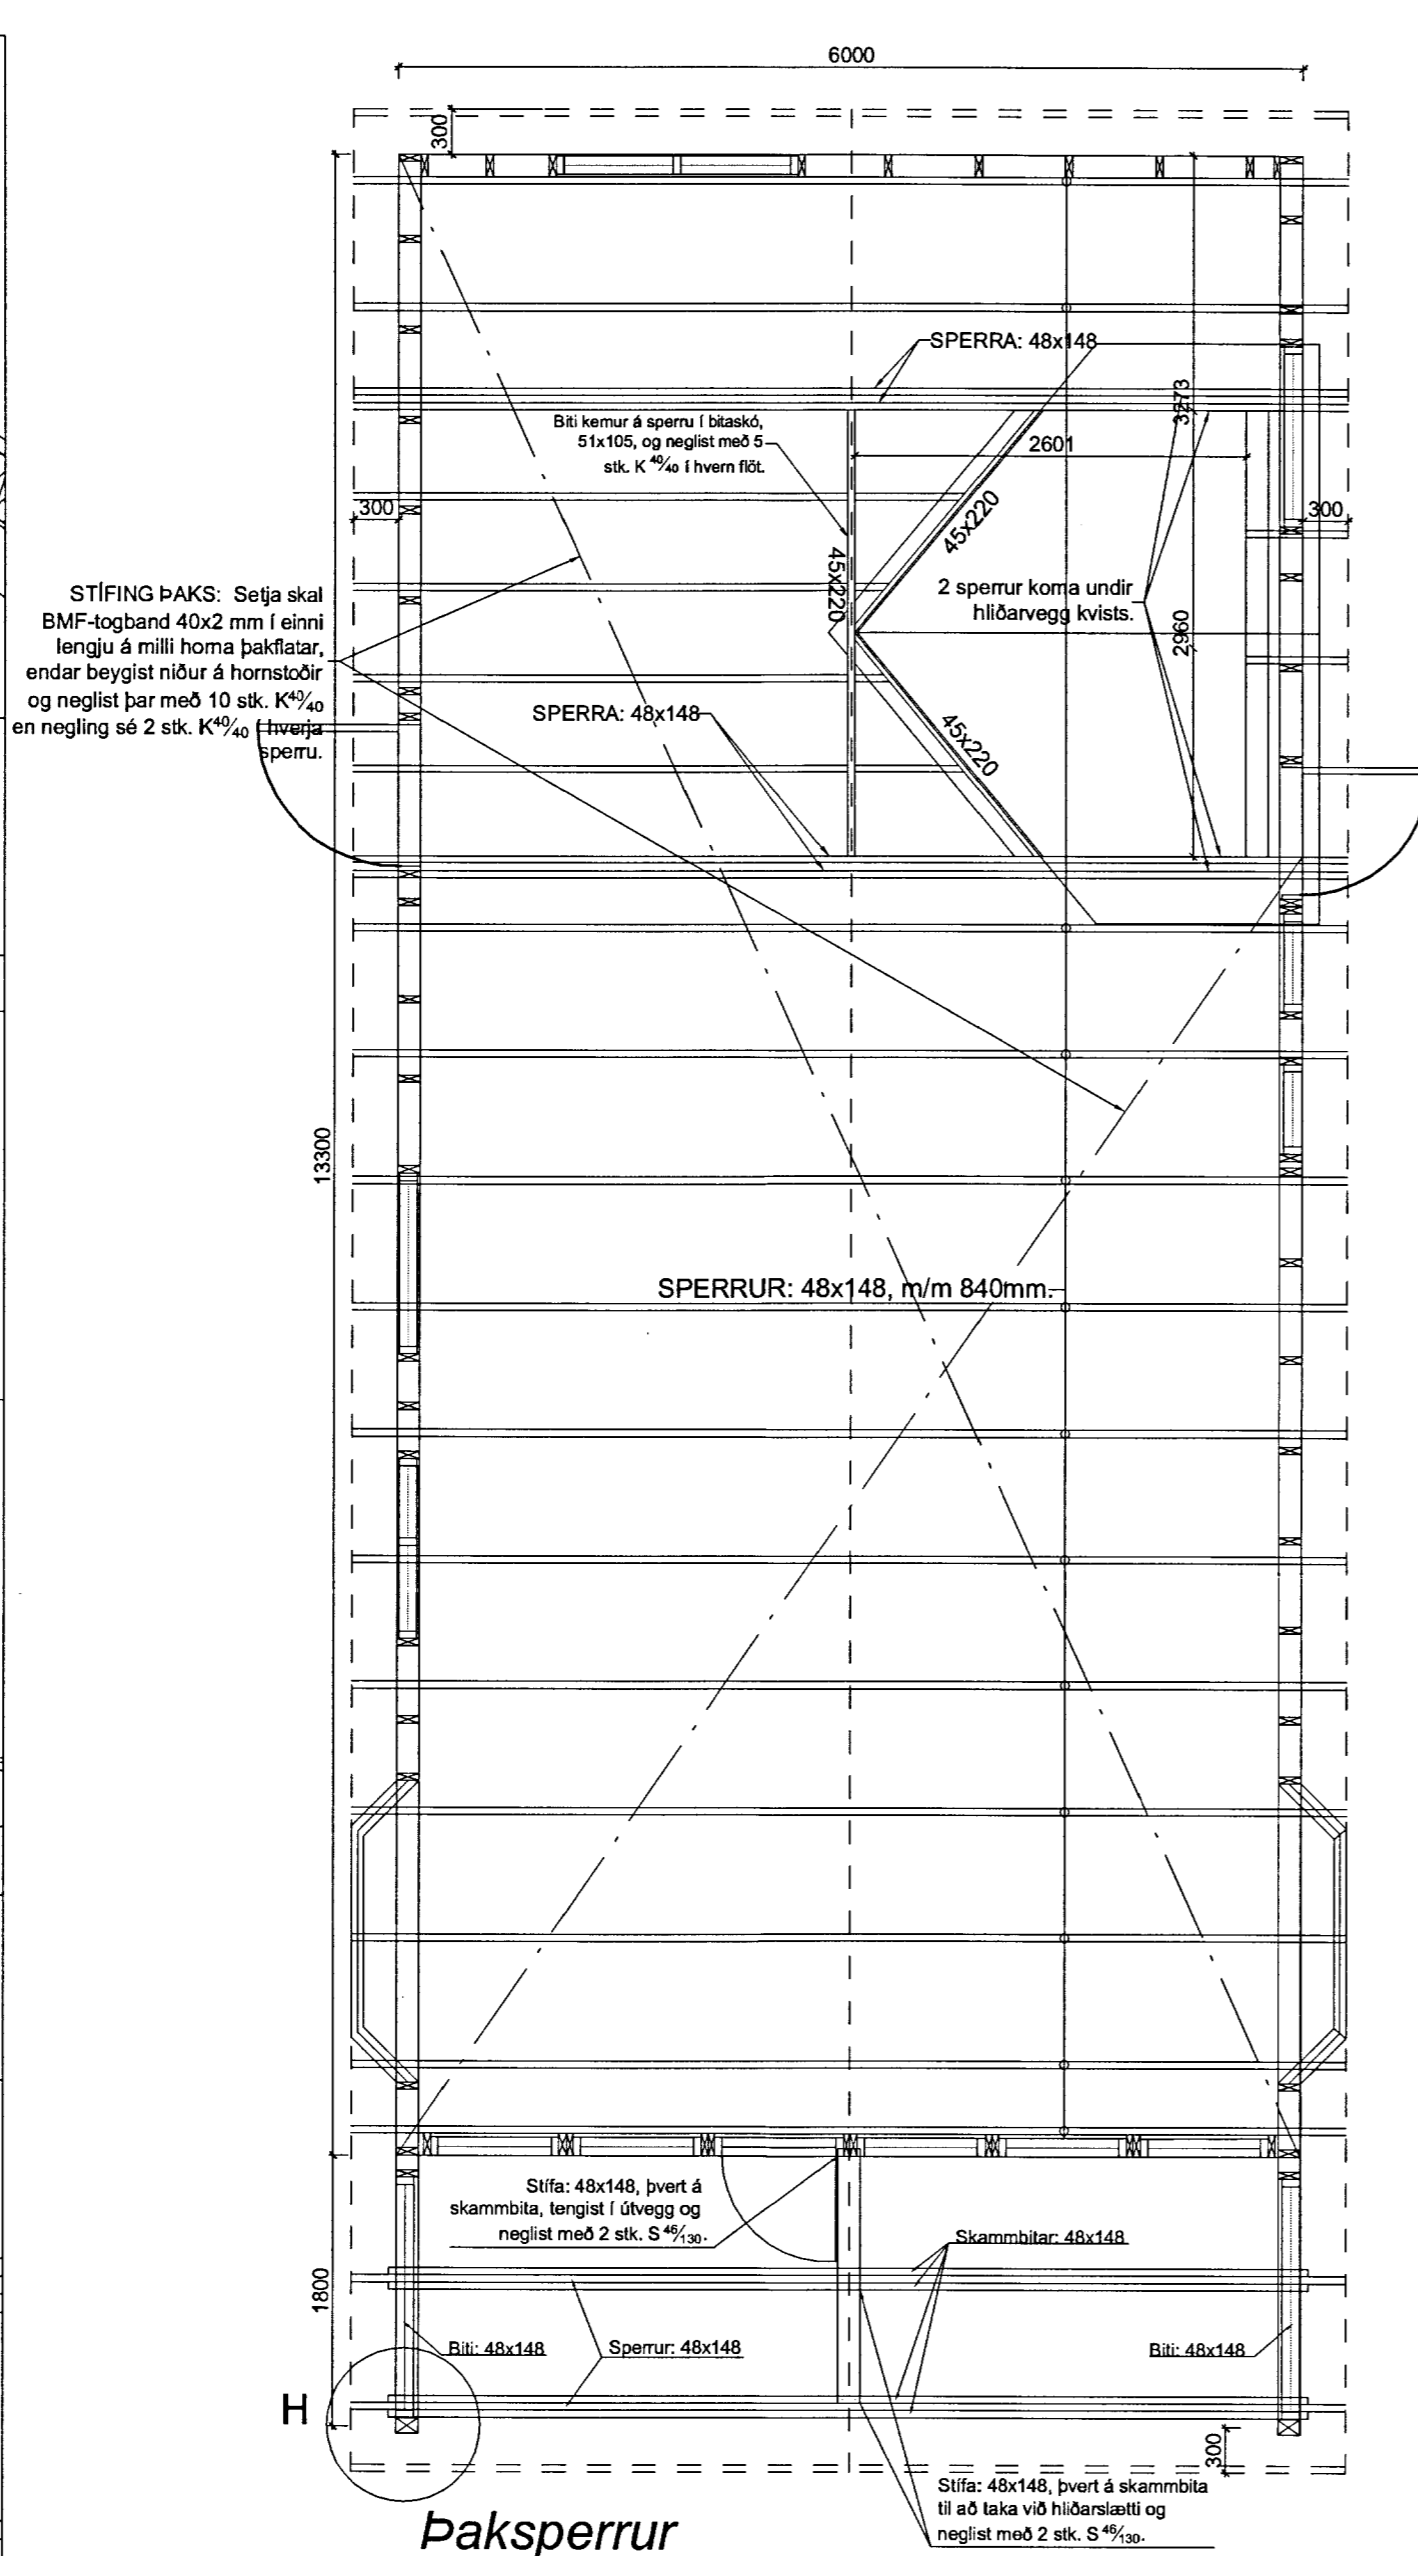 6000
300
SPERRA: 48x148
3273
Biti kemur á sperru í bitaskó,
51x105, og neglist með 5
stk. K 40/40 í hvern flöt.
2601
300
300
45x220
45x220
2 sperrur koma undir
hliðarvegg kvists.
2960
STÍFING ÞAKS: Setja skal
BMF-togband 40x2 mm í einni
lengju á milli horna þakflatar,
endar beygist niður á hornstoðir
og neglist þar með 10 stk. K40/40
en negling sé 2 stk. K40/40 í hverja
sperru.
SPERRA: 48x148
45x220
13300
SPERRUR: 48x148, m/m 840mm.
Stífa: 48x148, þvert á
skammbita, tengist í útvegg og
neglist með 2 stk. S 46/130.
Skammbitar: 48x148
1800
Biti: 48x148
Sperrur: 48x148
Biti: 48x148
H
300
Stífa: 48x148, þvert á skammbita
til að taka við hliðarslætti og
neglist með 2 stk. S 46/130.
Þaksperrur